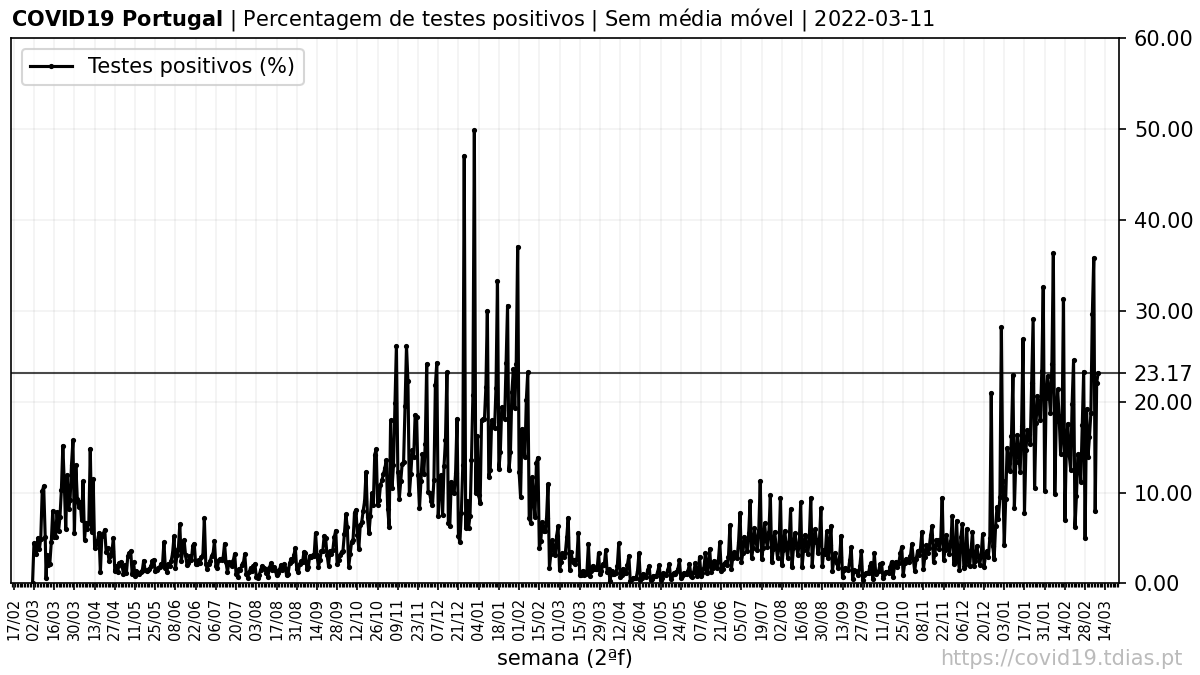 COVID19 Portugal | Percentagem de testes positivos | Sem média móvel | 2022-03-11
Testes positivos (%)
60.00
50.00
40.00
30.00
23.17
20.00
10.00
0.00
17/02 02/03 16/03 30/03 13/04 27/04 11/05 25/05 08/06 22/06 06/07 20/07 03/08 17/08 31/08 14/09 28/09 12/10 26/10 09/11 23/11 07/12 21/12 04/01 18/01 01/02 15/02 01/03 15/03 29/03 12/04 26/04 10/05 24/05 07/06 21/06 05/07 19/07 02/08 16/08 30/08 13/09 27/09 11/10 25/10 08/11 22/11 06/12 20/12 03/01 17/01 31/01 14/02 28/02 14/03
semana (2ªf)
https://covid19.tdias.pt